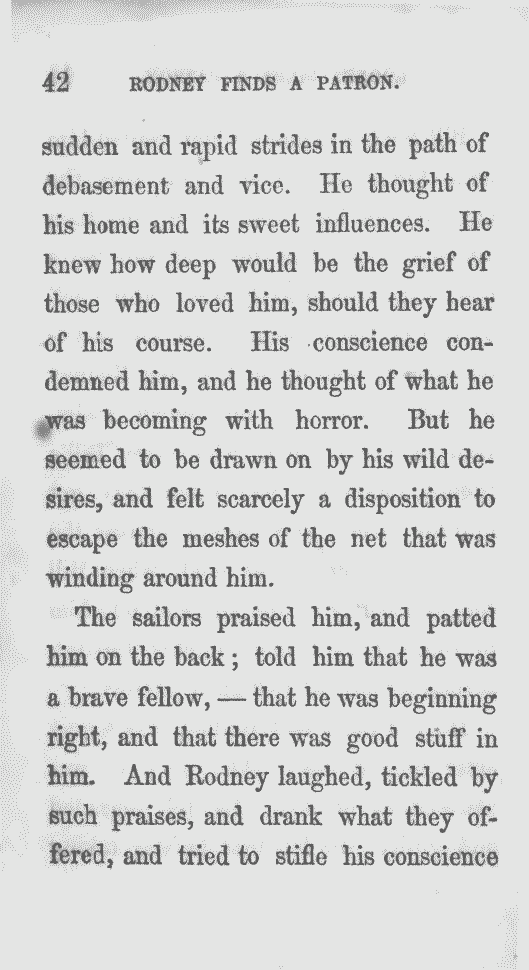 42 RODNEY FINDS A PATRON.
sudden and rapid strides in the path of
debasement and vice. He thought of
his home and its sweet influences. He
knew how deep would be the grief of
those who loved him, should they hear
of his course. His conscience con-
demned him, and he thought of what he
was becoming with horror. But he
seemed to be drawn on by his wild de-
sires, and felt scarcely a disposition to
escape the meshes of the net that was
winding around him.
The sailors praised him, and patted
him on the back; told him that he was
a brave fellow, — that he was beginning
right, and that there was good stuff in
him. And Rodney laughed, tickled by
such praises, and drank what they of-
fered, and tried to stifle his conscience